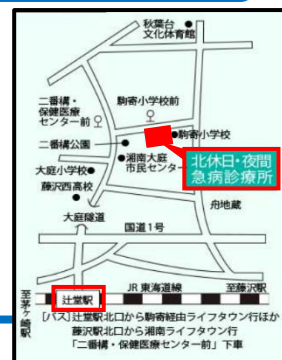 秋葉台
文化体育館
二番構・
保健医療
センター前
駒寄小学校前
駒寄小学校
二番構公園
湘南大庭
市民センター
大庭小学校
藤沢西高校
北休日・夜間
急病診療所
舟地蔵
大庭隧道
国道1号
JR 東海道線
至藤沢駅
至茅ヶ崎駅
辻堂駅
[バス]辻堂駅北口から駒寄経由ライフタウン行ほか
藤沢駅北口から湘南ライフタウン行
「二番構・保健医療センター前」下車